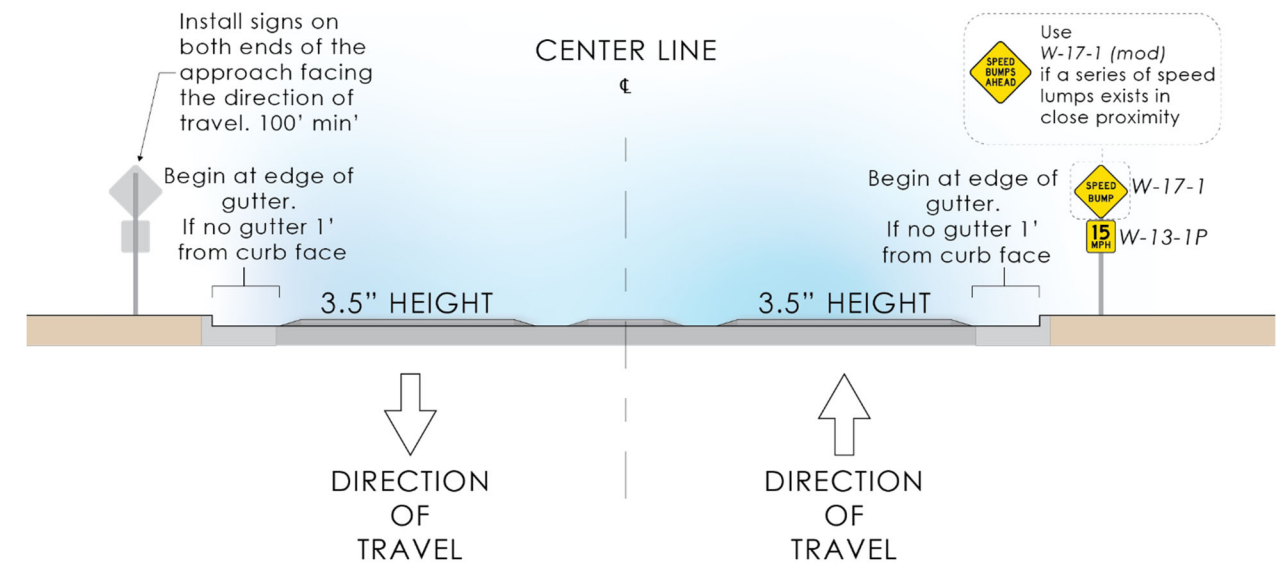 Install signs on
both ends of the
approach facing
the direction of
travel. 100' min'
CENTER LINE
℄
SPEED
BUMPS
AHEAD
Use
W-17-1 (mod)
if a series of speed
lumps exists in
close proximity
Begin at edge of
gutter.
If no gutter 1'
from curb face
Begin at edge of
gutter.
If no gutter 1'
from curb face
SPEED
BUMP
W-17-1
15
MPH
W-13-1P
3.5" HEIGHT
3.5" HEIGHT
DIRECTION
OF
TRAVEL
DIRECTION
OF
TRAVEL